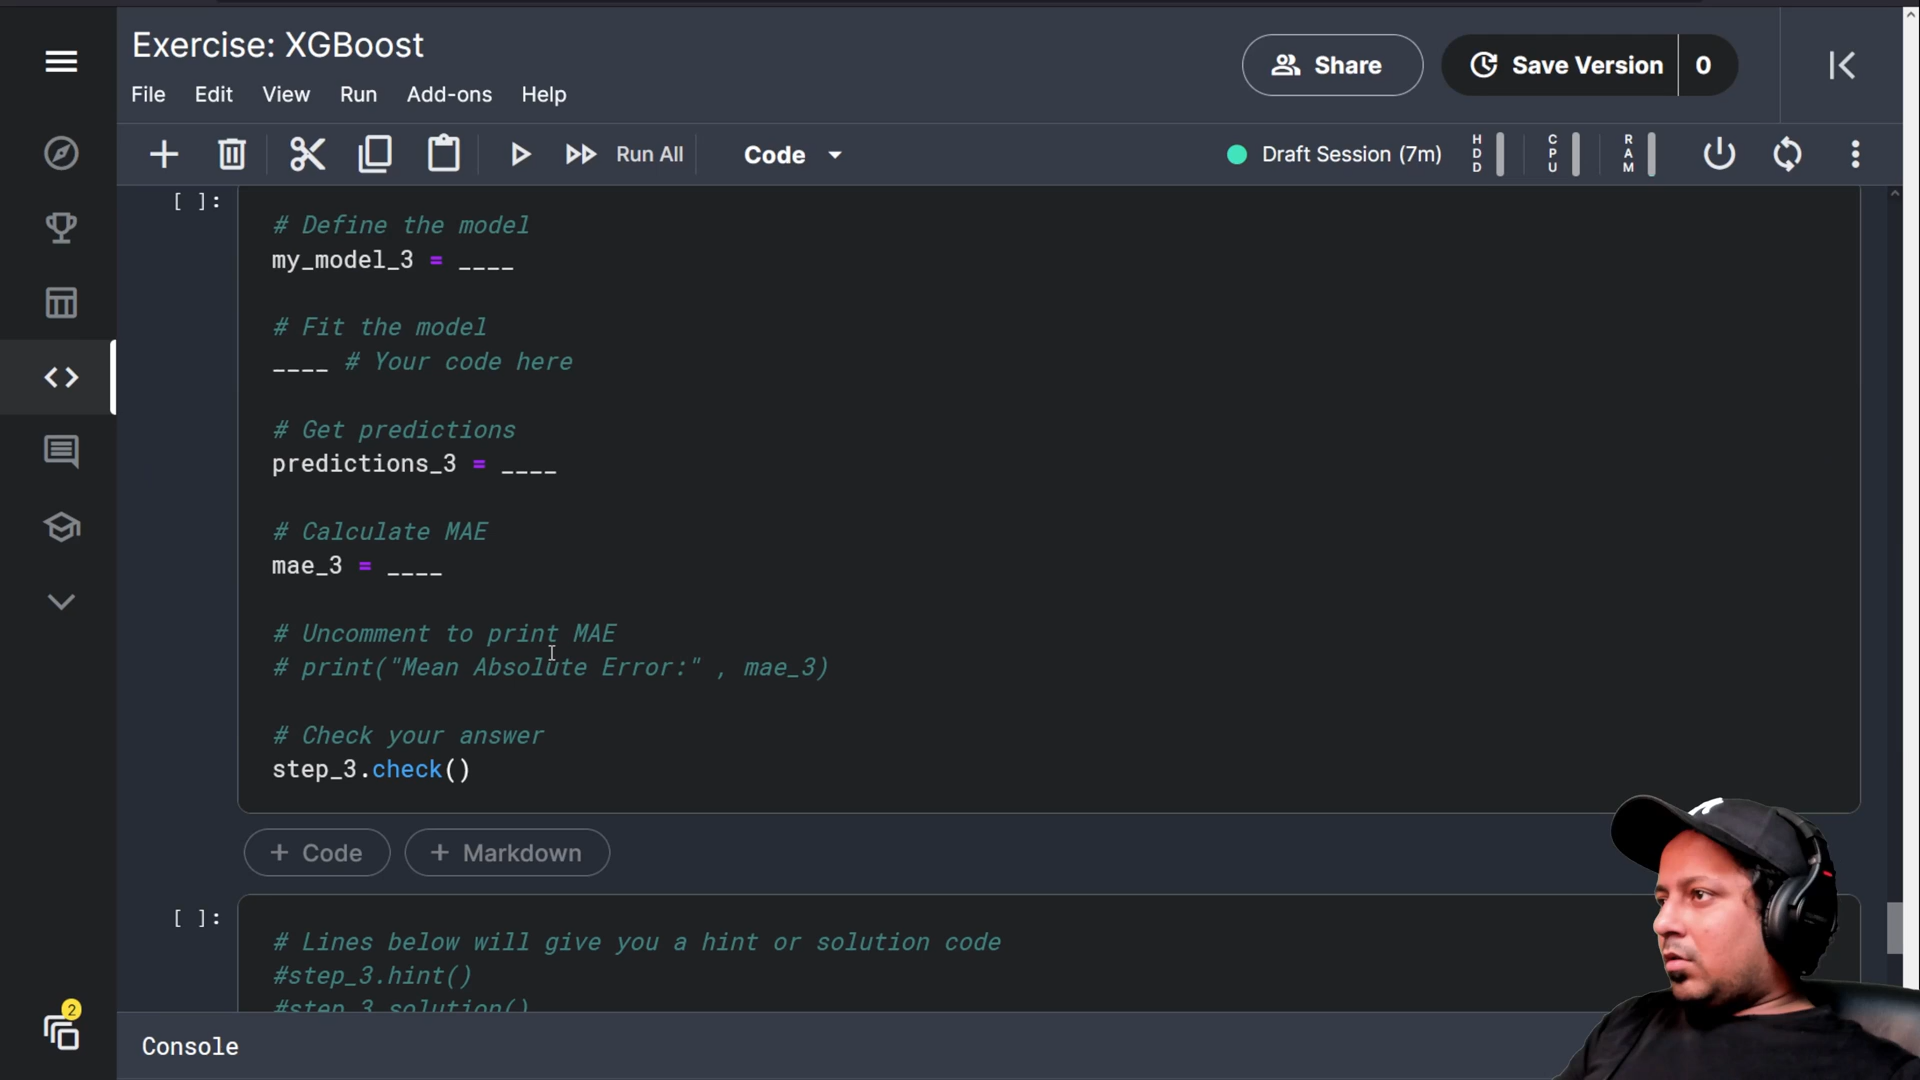 Exercise: XGBoost
Share
Save Version
0
File Edit View Run Add-ons Help
Run All
Code
Draft Session (7m)
HDD
CPU
RAM
[ ]:
# Define the model
my_model_3 = ____
# Fit the model
____ # Your code here
# Get predictions
predictions_3 = ____
# Calculate MAE
mae_3 = ____
# Uncomment to print MAE
# print("Mean Absolute Error:" , mae_3)
# Check your answer
step_3.check()
+ Code
+ Markdown
[ ]:
# Lines below will give you a hint or solution code
#step_3.hint()
#step_3.solution()
2
Console